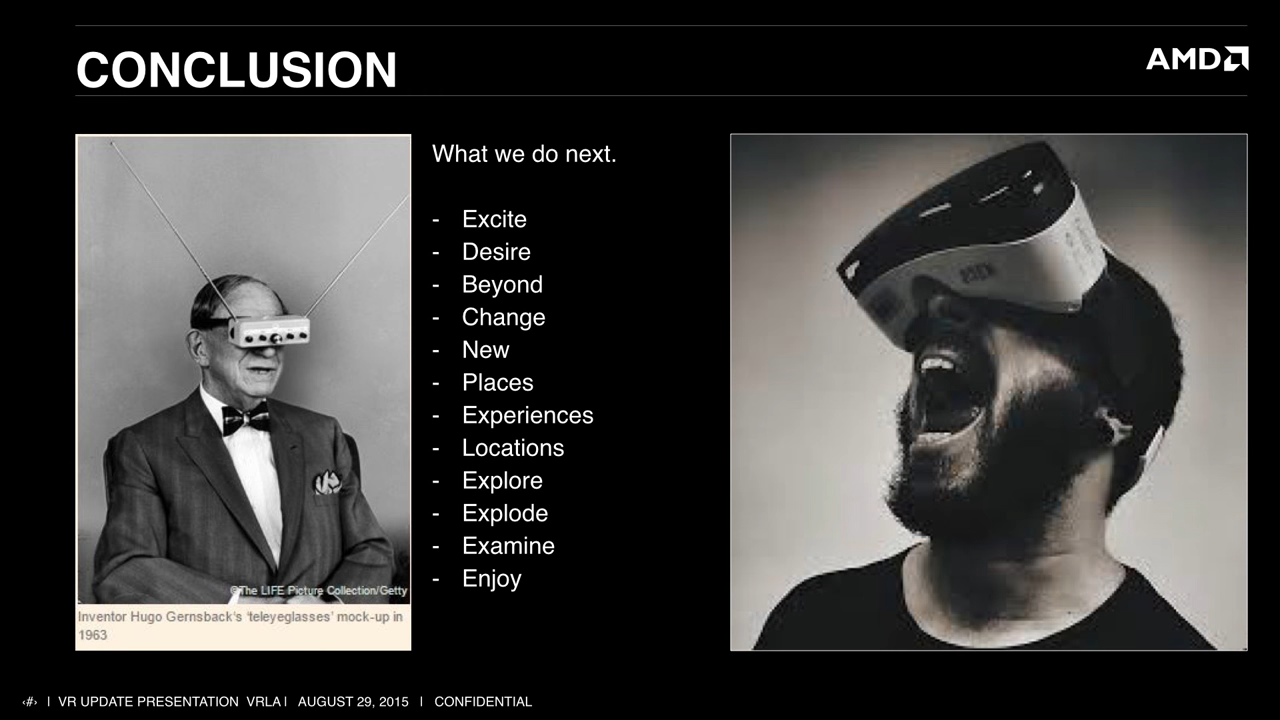 CONCLUSION
AMD
What we do next.
- Excite
- Desire
- Beyond
- Change
- New
- Places
- Experiences
- Locations
- Explore
- Explode
- Examine
- Enjoy
©The LIFE Picture Collection/Getty
Inventor Hugo Gernsback's 'teleyeglasses' mock-up in
1963
‹#› | VR UPDATE PRESENTATION VRLA | AUGUST 29, 2015 | CONFIDENTIAL